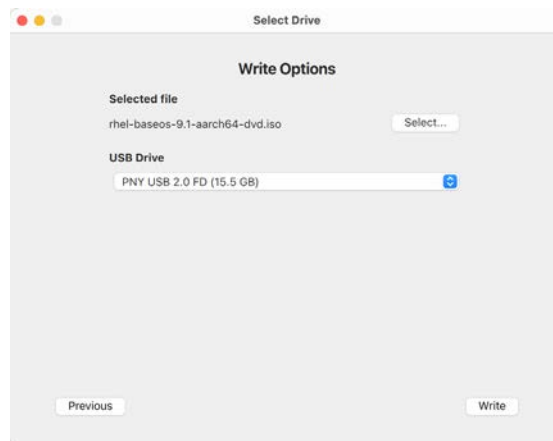 Select Drive
Write Options
Selected file
rhel-baseos-9.1-aarch64-dvd.iso
Select...
USB Drive
PNY USB 2.0 FD (15.5 GB)
Previous
Write